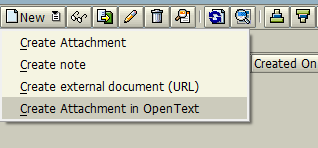 New
Create Attachment
Create note
Create external document (URL)
Created On
Create Attachment in OpenText